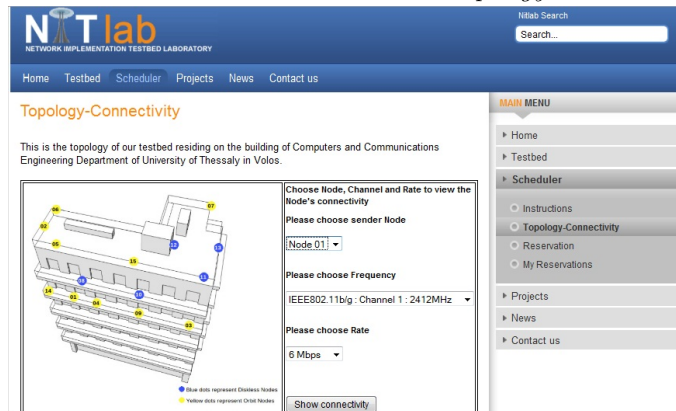 NITlab
NETWORK IMPLEMENTATION TESTBED LABORATORY
Nitlab Search
Search...
Home Testbed Scheduler Projects News Contact us
Topology-Connectivity
This is the topology of our testbed residing on the building of Computers and Communications
Engineering Department of University of Thessaly in Volos.
06
07
02
05
12
13
15
11
14
01
04
09
03
Blue dots represent Diskless Nodes
Yellow dots represent Orbit Nodes
Choose Node, Channel and Rate to view the
Node's connectivity
Please choose sender Node
Node 01
Please choose Frequency
IEEE802.11b/g : Channel 1 : 2412MHz
Please choose Rate
6 Mbps
Show connectivity
MAIN MENU
Home
Testbed
Scheduler
Instructions
Topology-Connectivity
Reservation
My Reservations
Projects
News
Contact us